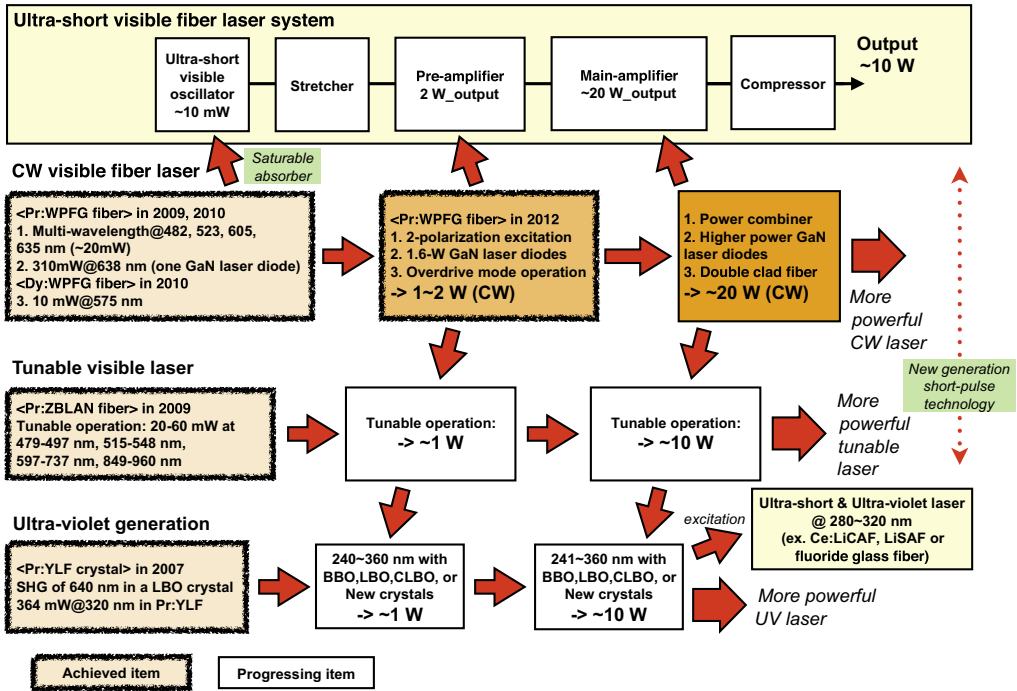 Ultra-short visible fiber laser system
Ultra-short
visible
oscillator
~10 mW
Stretcher
Pre-amplifier
2 W_output
Main-amplifier
~20 W_output
Compressor
Output
~10 W
Saturable
absorber
CW visible fiber laser
<Pr:WPFG fiber> in 2009, 2010
1. Multi-wavelength@482, 523, 605,
635 nm (~20mW)
2. 310mW@638 nm (one GaN laser diode)
<Dy:WPFG fiber> in 2010
3. 10 mW@575 nm
<Pr:WPFG fiber> in 2012
1. 2-polarization excitation
2. 1.6-W GaN laser diodes
3. Overdrive mode operation
-> 1~2 W (CW)
1. Power combiner
2. Higher power GaN
laser diodes
3. Double clad fiber
-> ~20 W (CW)
More
powerful
CW laser
New generation
short-pulse
technology
Tunable visible laser
<Pr:ZBLAN fiber> in 2009
Tunable operation: 20-60 mW at
479-497 nm, 515-548 nm,
597-737 nm, 849-960 nm
Tunable operation:
-> ~1 W
Tunable operation:
-> ~10 W
More
powerful
tunable
laser
Ultra-violet generation
<Pr:YLF crystal> in 2007
SHG of 640 nm in a LBO crystal
364 mW@320 nm in Pr:YLF
240~360 nm with
BBO,LBO,CLBO, or
New crystals
-> ~1 W
241~360 nm with
BBO,LBO,CLBO, or
New crystals
-> ~10 W
excitation
Ultra-short & Ultra-violet laser
@ 280~320 nm
(ex. Ce:LiCAF, LiSAF or
fluoride glass fiber)
More powerful
UV laser
Achieved item
Progressing item